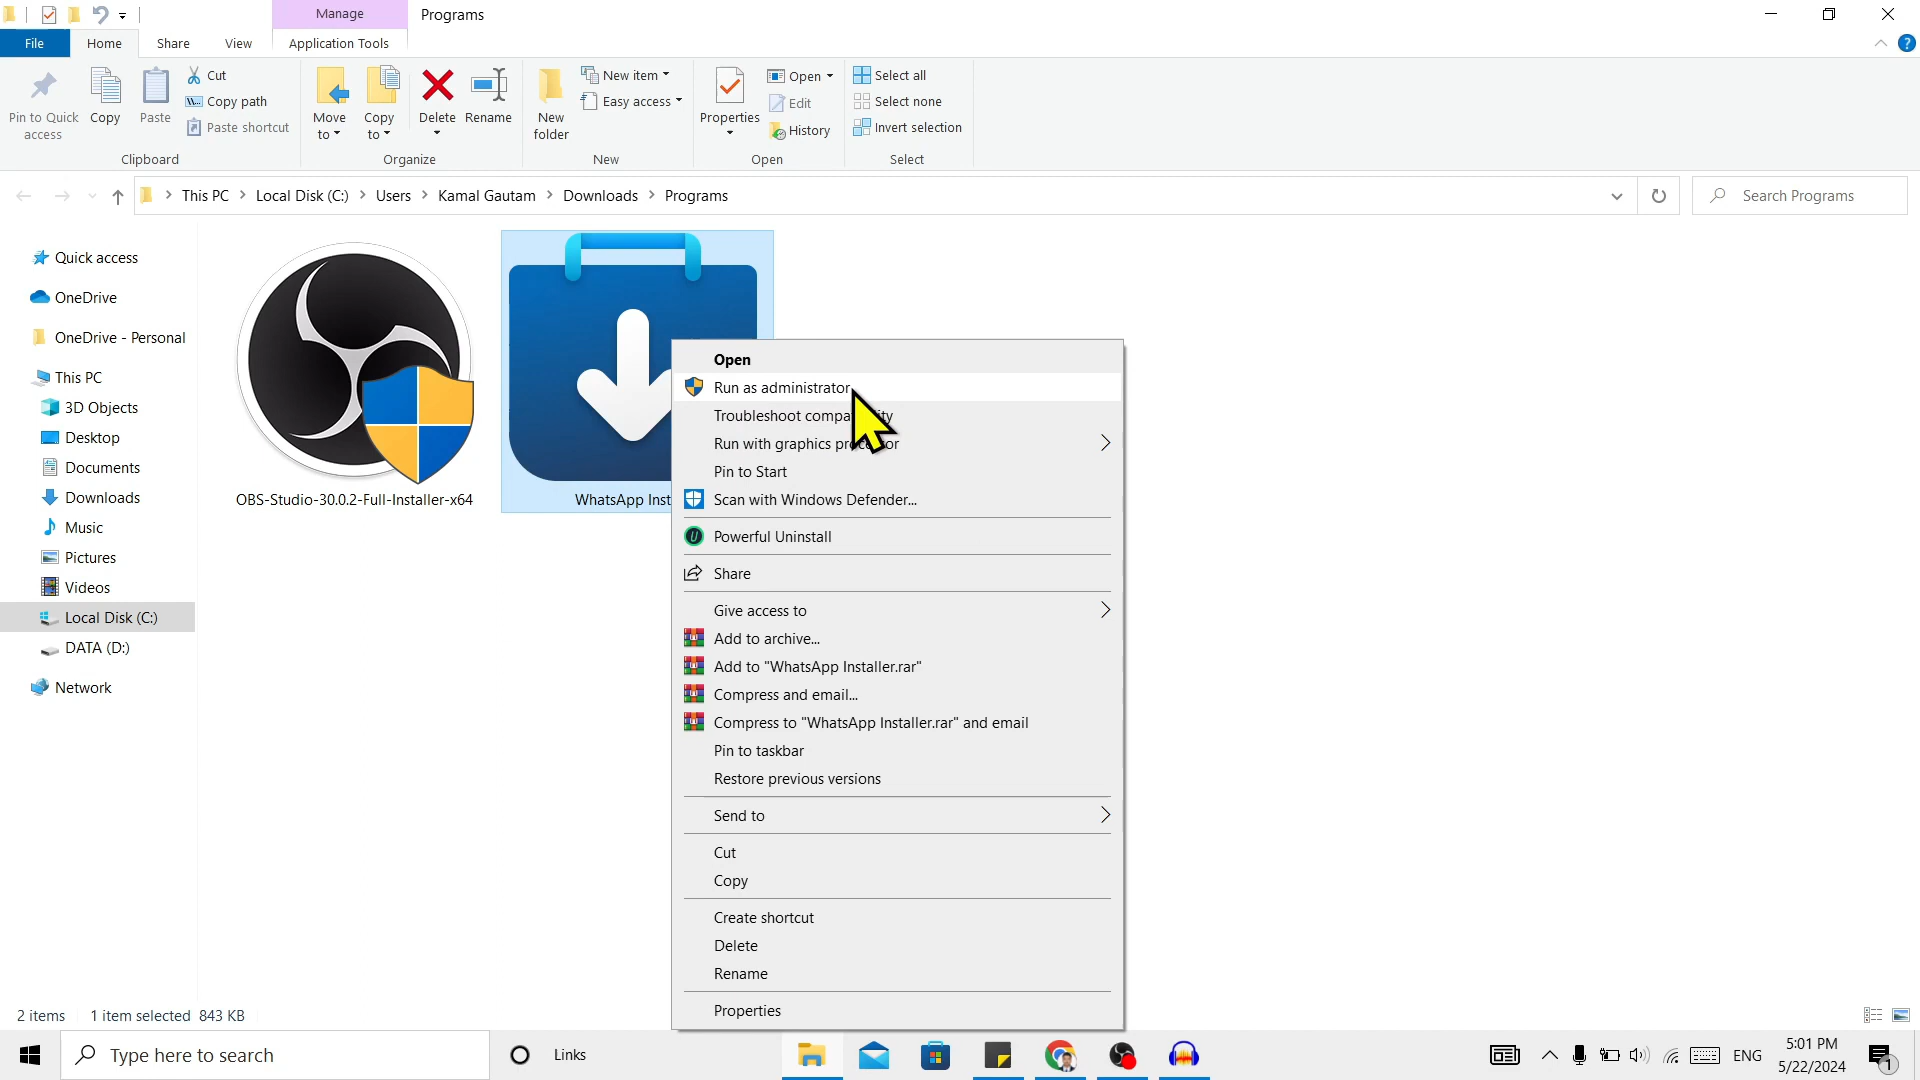 Manage
Programs
File
Home
Share
View
Application Tools
Pin to Quick access
Copy
Paste
Cut
Copy path
Paste shortcut
Clipboard
Move to
Copy to
Delete
Rename
Organize
New folder
New item
Easy access
New
Properties
Open
Edit
History
Open
Select all
Select none
Invert selection
Select
This PC
Local Disk (C:)
Users
Kamal Gautam
Downloads
Programs
Search Programs
Quick access
OneDrive
OneDrive - Personal
This PC
3D Objects
Desktop
Documents
Downloads
Music
Pictures
Videos
Local Disk (C:)
DATA (D:)
Network
OBS-Studio-30.0.2-Full-Installer-x64
WhatsApp Inst
Open
Run as administrator
Troubleshoot compa ty
Run with graphics pr or
Pin to Start
Scan with Windows Defender...
Powerful Uninstall
Share
Give access to
Add to archive...
Add to "WhatsApp Installer.rar"
Compress and email...
Compress to "WhatsApp Installer.rar" and email
Pin to taskbar
Restore previous versions
Send to
Cut
Copy
Create shortcut
Delete
Rename
Properties
2 items
1 item selected 843 KB
Type here to search
Links
ENG
5:01 PM
5/22/2024
1